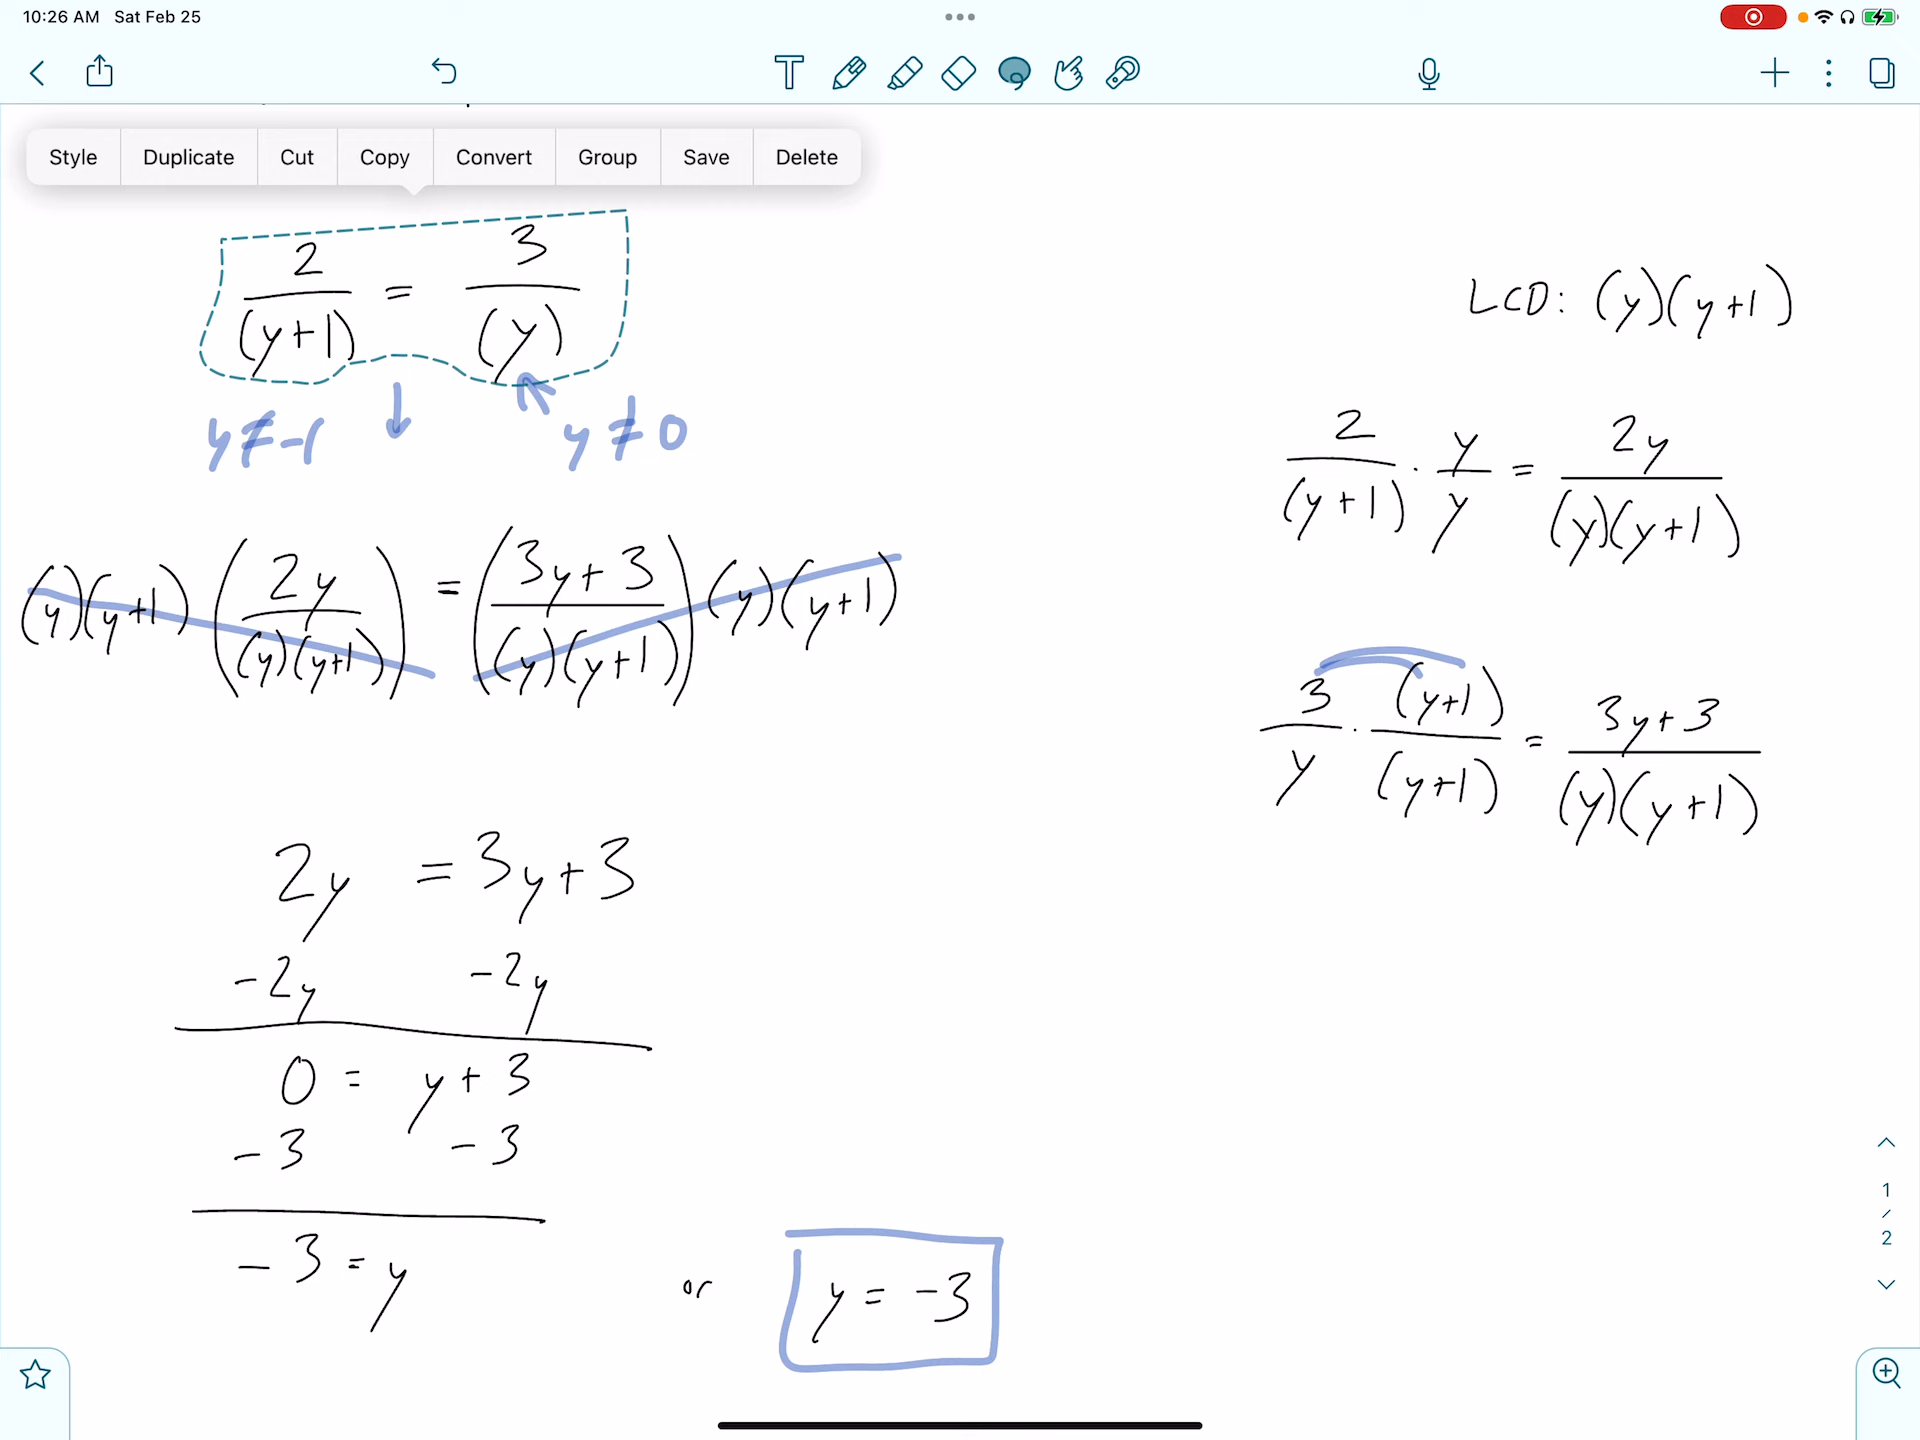 10:26 AM Sat Feb 25
Style Duplicate Cut Copy Convert Group Save Delete
2/(y+1) = 3/(y)
y≠-1 ↓ y≠0
(y)(y+1) (2y/(y)(y+1)) = (3y+3/(y)(y+1)) (y)(y+1)
2y = 3y+3
-2y -2y
0 = y+3
-3 -3
-3 = y or y = -3
LCD: (y)(y+1)
2/(y+1) · y/y = 2y/(y)(y+1)
3/y · (y+1)/(y+1) = 3y+3/(y)(y+1)
1
/
2